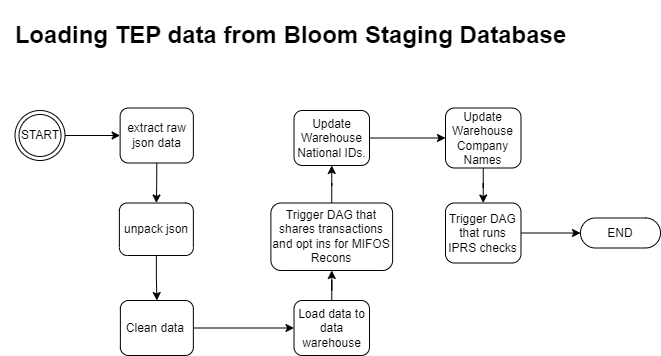 Loading TEP data from Bloom Staging Database
START
extract raw
json data
unpack json
Clean data
Load data to
data
warehouse
Trigger DAG that
shares transactions
and opt ins for MIFOS
Recons
Update
Warehouse
National IDs.
Update
Warehouse
Company
Names
Trigger DAG
that runs
IPRS checks
END